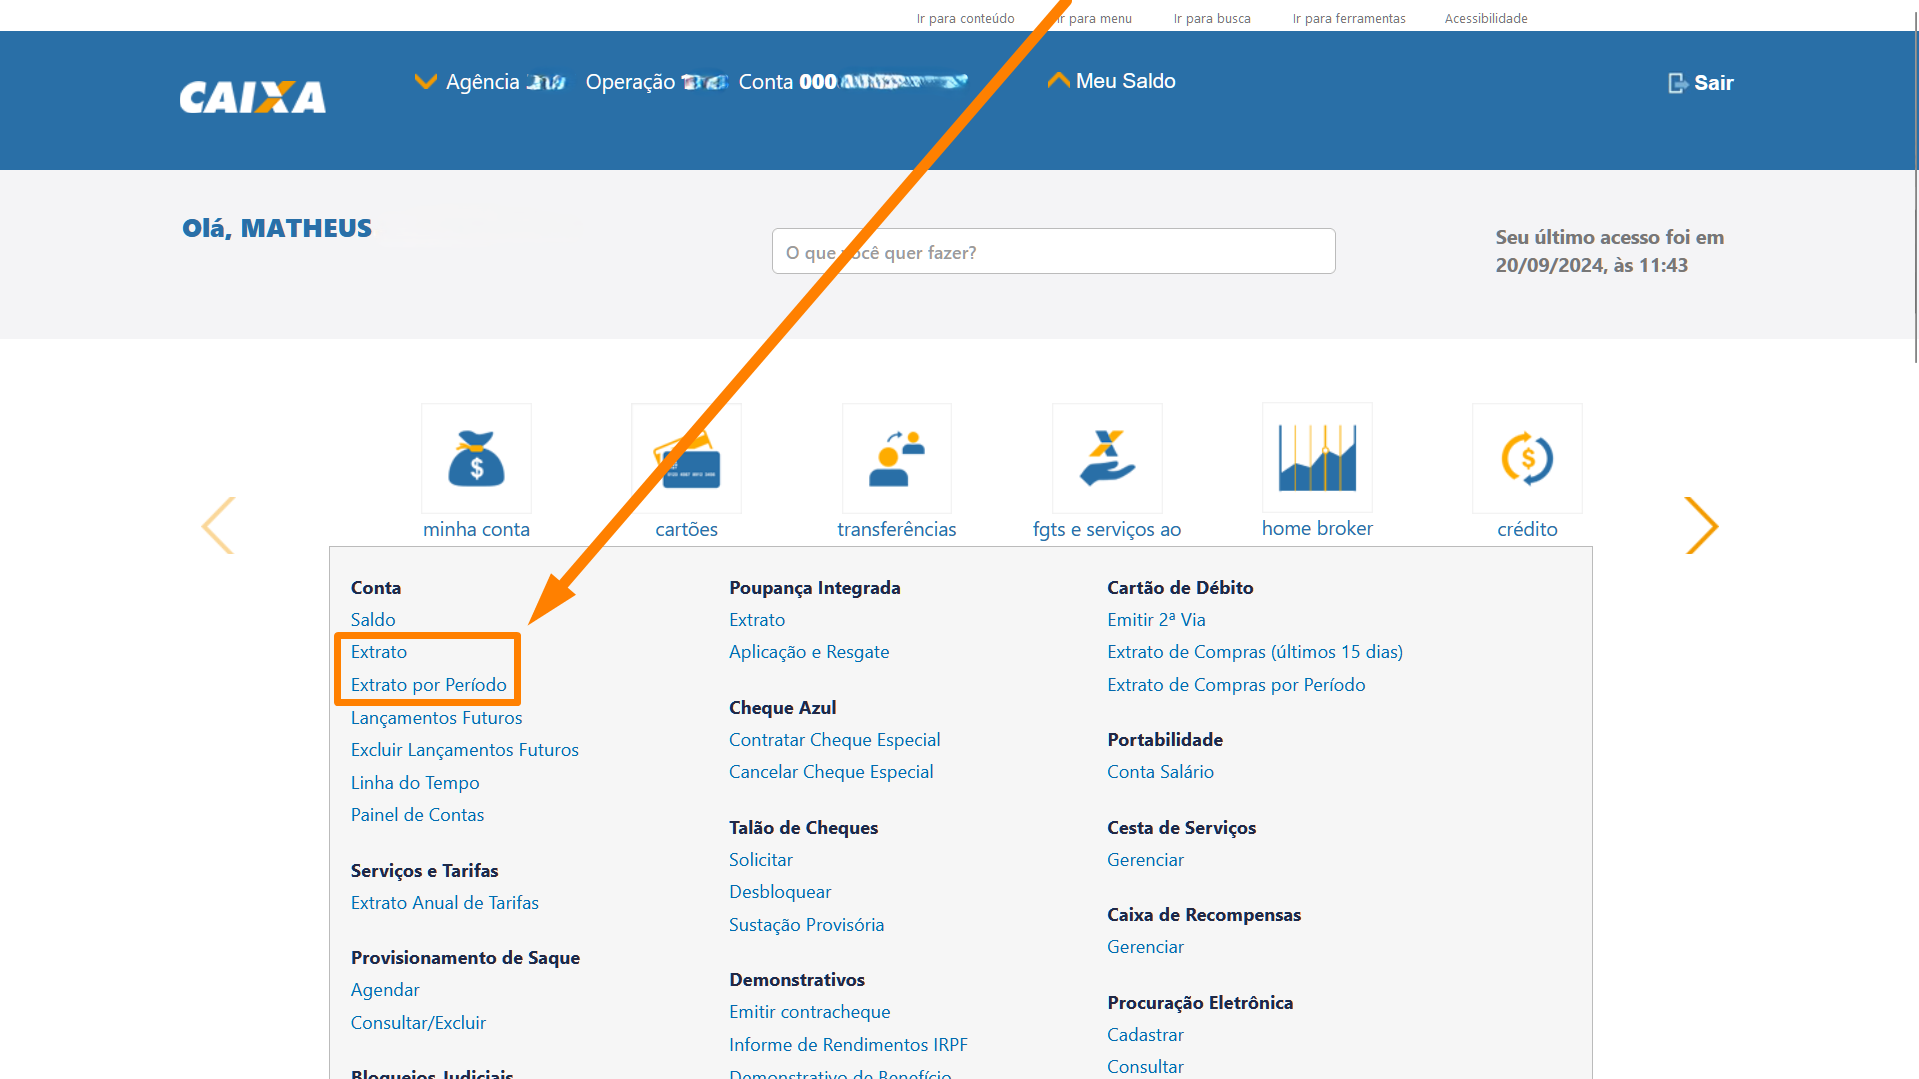 Ir para conteúdo Ir para menu Ir para busca Ir para ferramentas Acessibilidade
CAIXA
Agência Operação Conta 000
Meu Saldo
Sair
Olá, MATHEUS
O que você quer fazer?
Seu último acesso foi em
20/09/2024, às 11:43
minha conta
cartões
transferências
fgts e serviços ao
home broker
crédito
Conta
Saldo
Extrato
Extrato por Período
Lançamentos Futuros
Excluir Lançamentos Futuros
Linha do Tempo
Painel de Contas
Serviços e Tarifas
Extrato Anual de Tarifas
Provisionamento de Saque
Agendar
Consultar/Excluir
Bloqueios Judiciais
Poupança Integrada
Extrato
Aplicação e Resgate
Cheque Azul
Contratar Cheque Especial
Cancelar Cheque Especial
Talão de Cheques
Solicitar
Desbloquear
Sustação Provisória
Demonstrativos
Emitir contracheque
Informe de Rendimentos IRPF
Demonstrativo de Benefício
Cartão de Débito
Emitir 2ª Via
Extrato de Compras (últimos 15 dias)
Extrato de Compras por Período
Portabilidade
Conta Salário
Cesta de Serviços
Gerenciar
Caixa de Recompensas
Gerenciar
Procuração Eletrônica
Cadastrar
Consultar